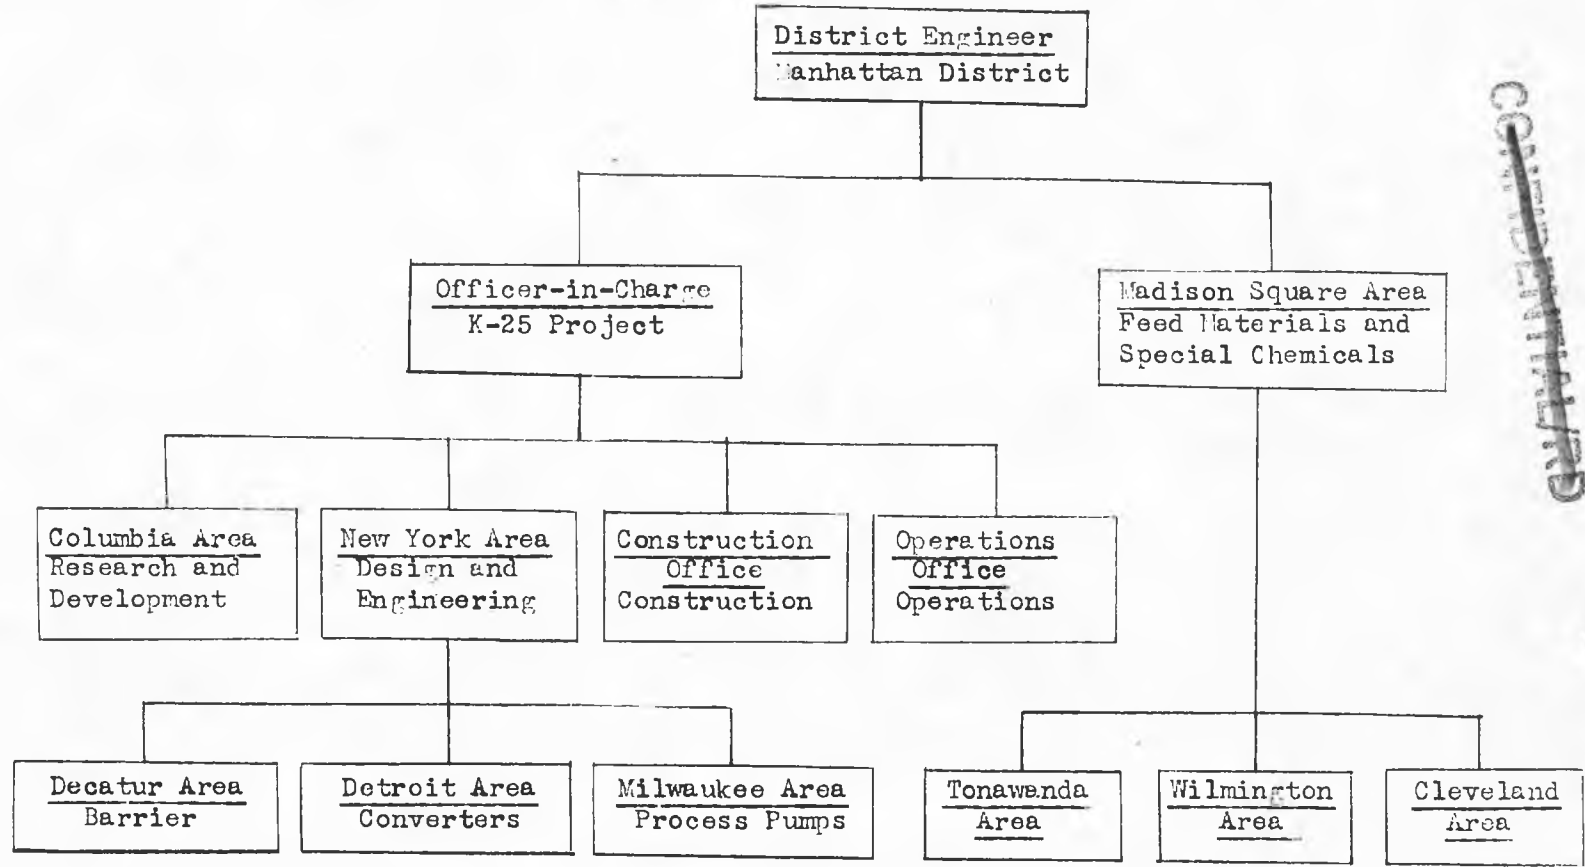 District Engineer
Manhattan District
CONFIDENTIAL/RD
Officer-in-Charge
K-25 Project
Madison Square Area
Feed Materials and
Special Chemicals
Columbia Area
Research and
Development
New York Area
Design and
Engineering
Construction
Office
Construction
Operations
Office
Operations
Decatur Area
Barrier
Detroit Area
Converters
Milwaukee Area
Process Pumps
Tonawanda
Area
Wilmington
Area
Cleveland
Area